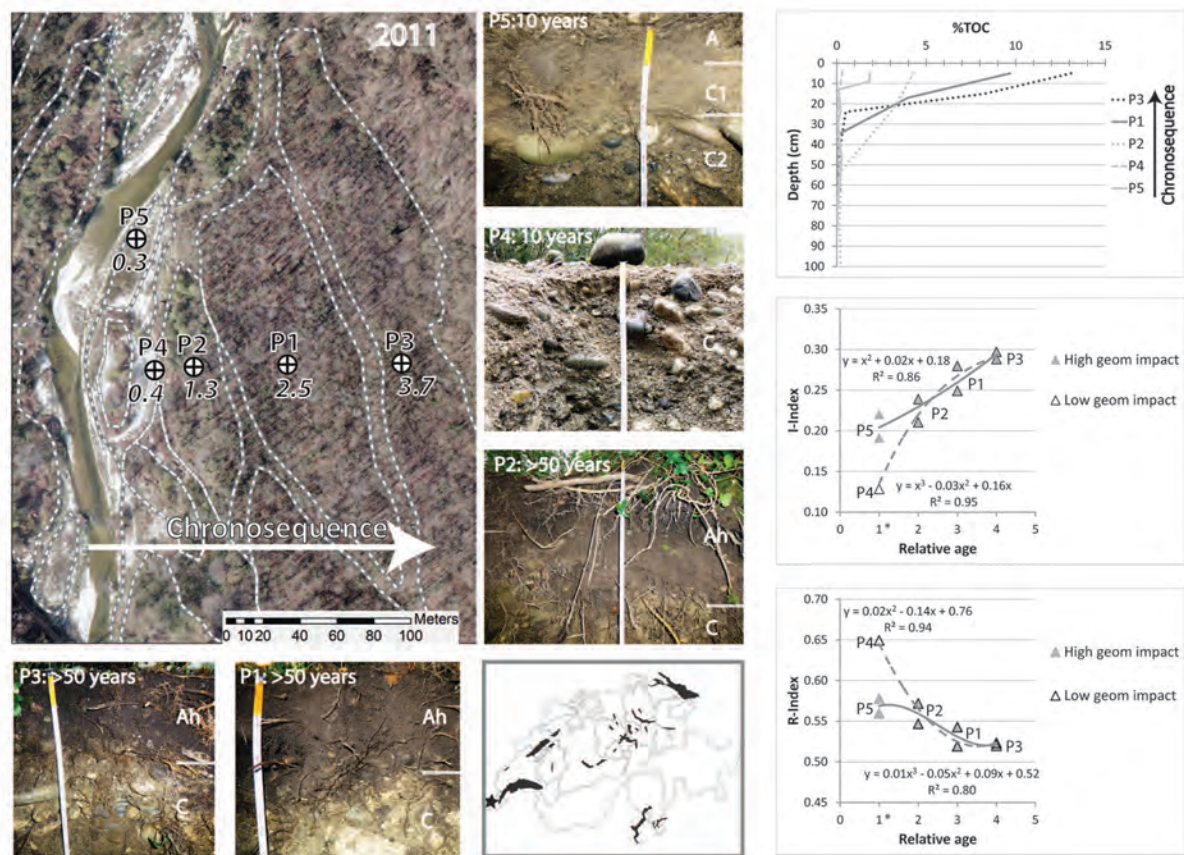 2011
P5
0.3
P4
0.4
P2
1.3
P1
2.5
P3
3.7
Chronosequence
Meters
0 10 20 40 60 80 100
P5:10 years
A
C1
C2
P4: 10 years
C
P2: >50 years
Ah
C
P3: >50 years
Ah
C
P1: >50 years
Ah
C
%TOC
0 5 10 15
Depth (cm)
0
10
20
30
40
50
60
70
80
90
100
P3
P1
P2
P4
P5
Chronosequence
I-Index
0.35
0.30
0.25
0.20
0.15
0.10
y = x² + 0.02x + 0.18
R² = 0.86
P3
P1
P2
P5
P4
y = x³ - 0.03x² + 0.16x
R² = 0.95
0 1* 2 3 4 5
Relative age
High geom impact
Low geom impact
R-Index
0.70
0.65
0.60
0.55
0.50
0.45
y = 0.02x² - 0.14x + 0.76
R² = 0.94
P4
P5
P2
P1
P3
y = 0.01x³ - 0.05x² + 0.09x + 0.52
R² = 0.80
0 1* 2 3 4 5
Relative age
High geom impact
Low geom impact